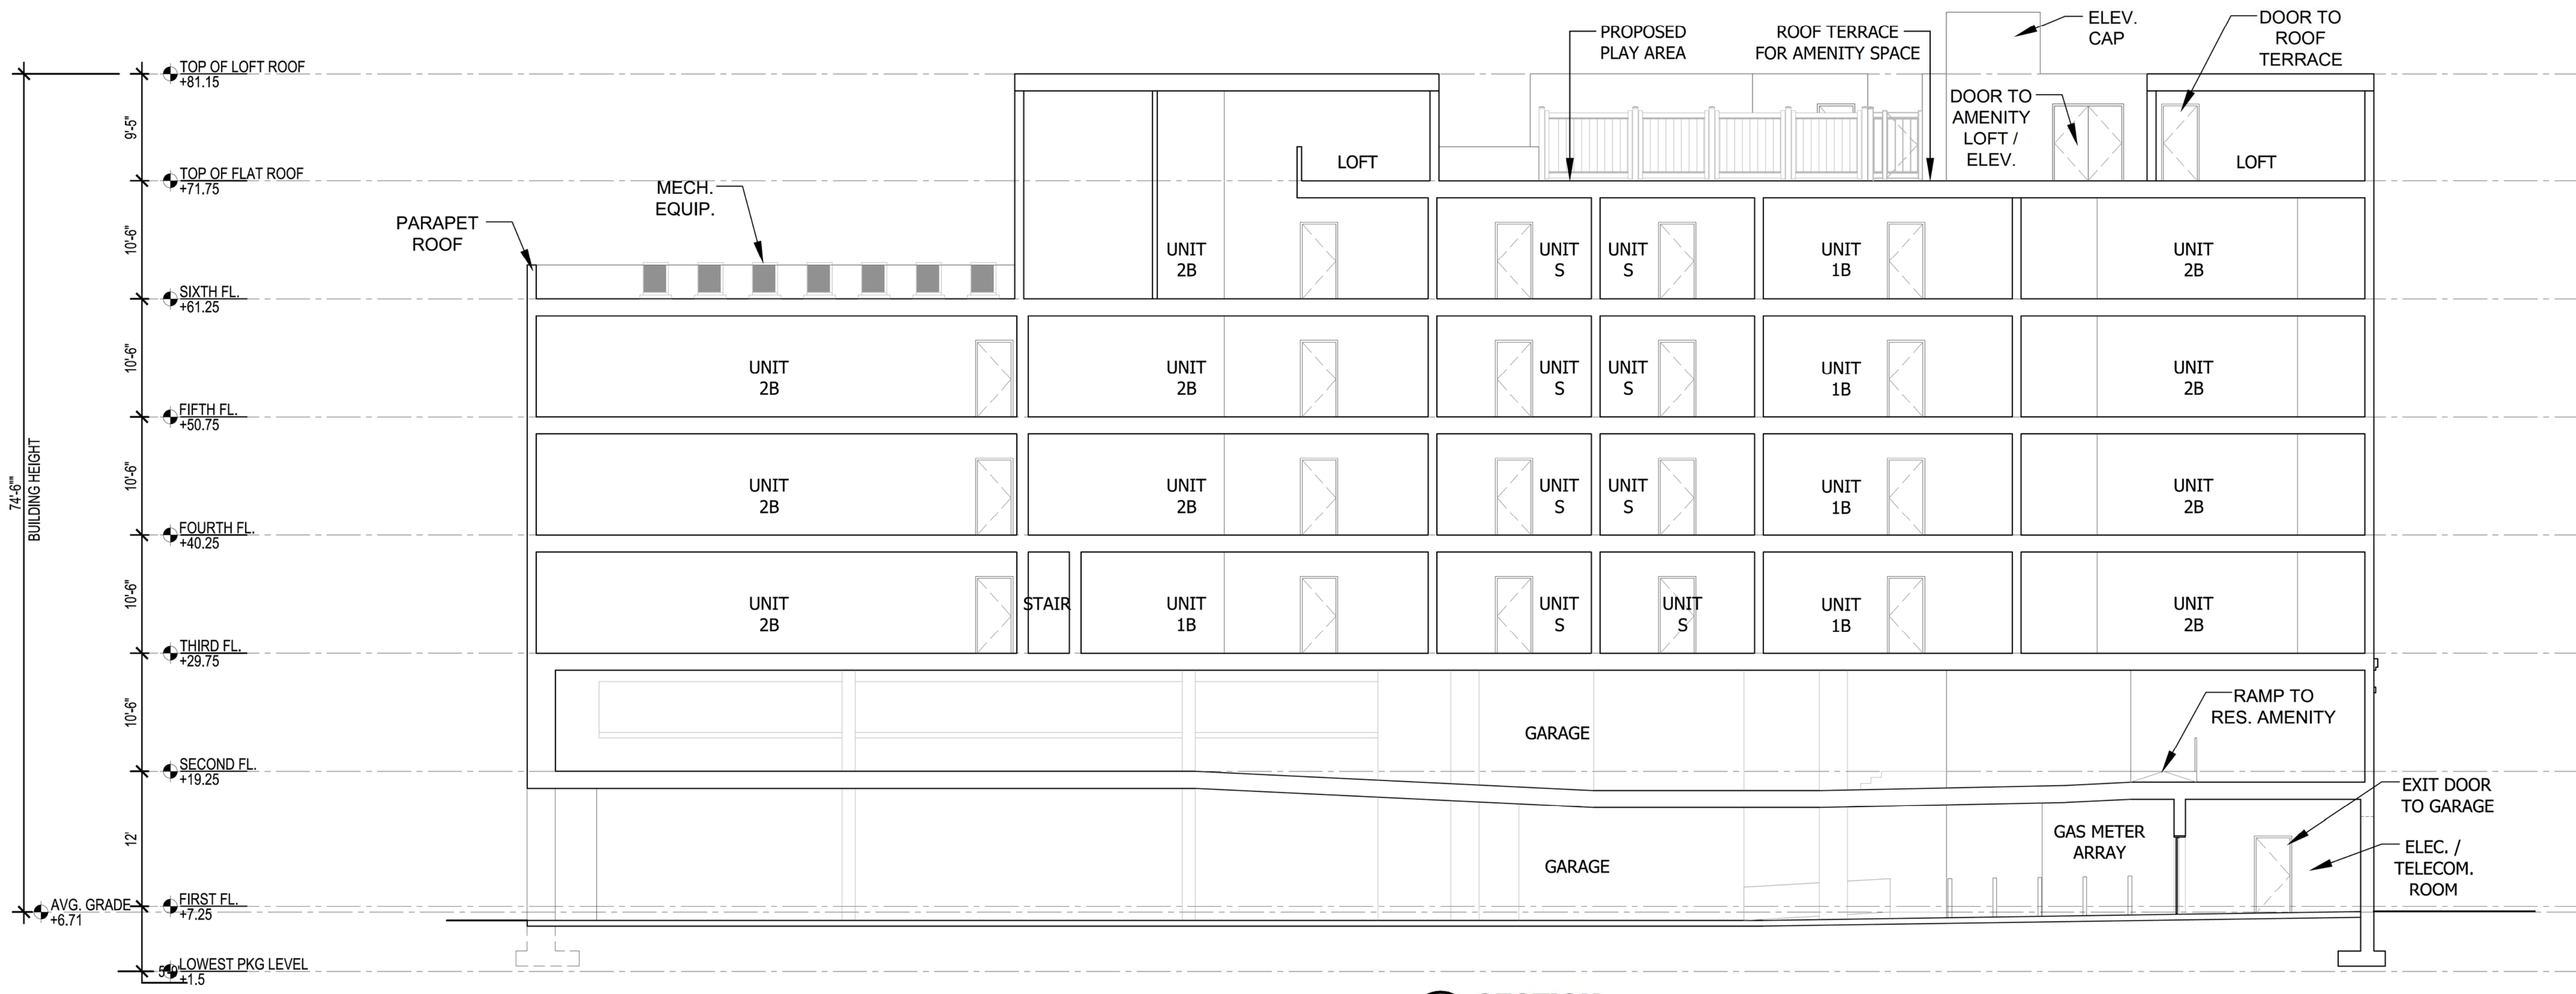 PROPOSED
PLAY AREA
ROOF TERRACE
FOR AMENITY SPACE
ELEV.
CAP
DOOR TO
ROOF
TERRACE
TOP OF LOFT ROOF
+81.15
DOOR TO
AMENITY
LOFT /
ELEV.
9'-5"
LOFT
LOFT
TOP OF FLAT ROOF
+71.75
MECH.
EQUIP.
PARAPET
ROOF
10'-6"
UNIT
2B
UNIT
S
UNIT
S
UNIT
1B
UNIT
2B
SIXTH FL.
+61.25
10'-6"
UNIT
2B
UNIT
2B
UNIT
S
UNIT
S
UNIT
1B
UNIT
2B
FIFTH FL.
+50.75
74'-6""
BUILDING HEIGHT
10'-6"
UNIT
2B
UNIT
2B
UNIT
S
UNIT
S
UNIT
1B
UNIT
2B
FOURTH FL.
+40.25
10'-6"
UNIT
2B
STAIR
UNIT
1B
UNIT
S
UNIT
S
UNIT
1B
UNIT
2B
THIRD FL.
+29.75
10'-6"
GARAGE
RAMP TO
RES. AMENITY
SECOND FL.
+19.25
EXIT DOOR
TO GARAGE
12'
GARAGE
GAS METER
ARRAY
ELEC. /
TELECOM.
ROOM
AVG. GRADE
+6.71
FIRST FL.
+7.25
LOWEST PKG LEVEL
+1.5